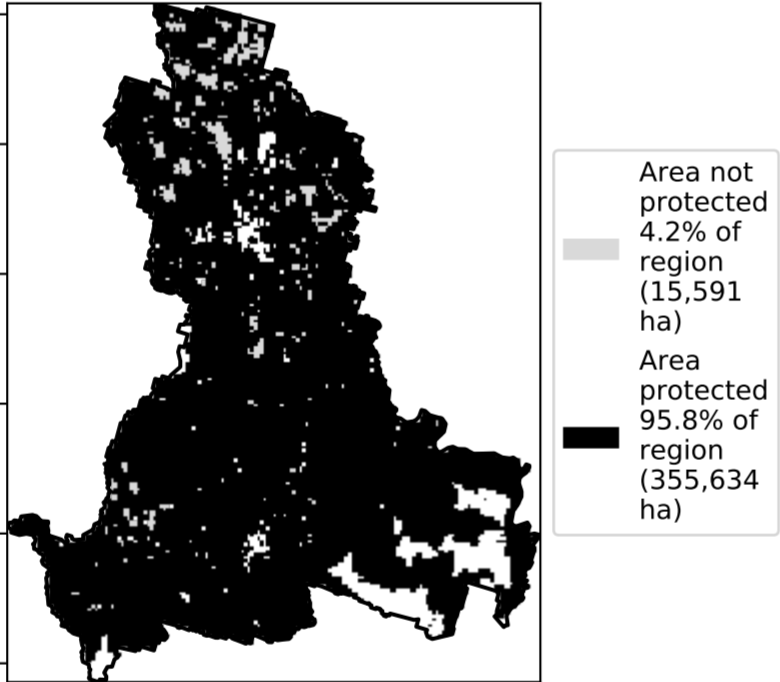 Area not
protected
4.2% of
region
(15,591
ha)
Area
protected
95.8% of
region
(355,634
ha)